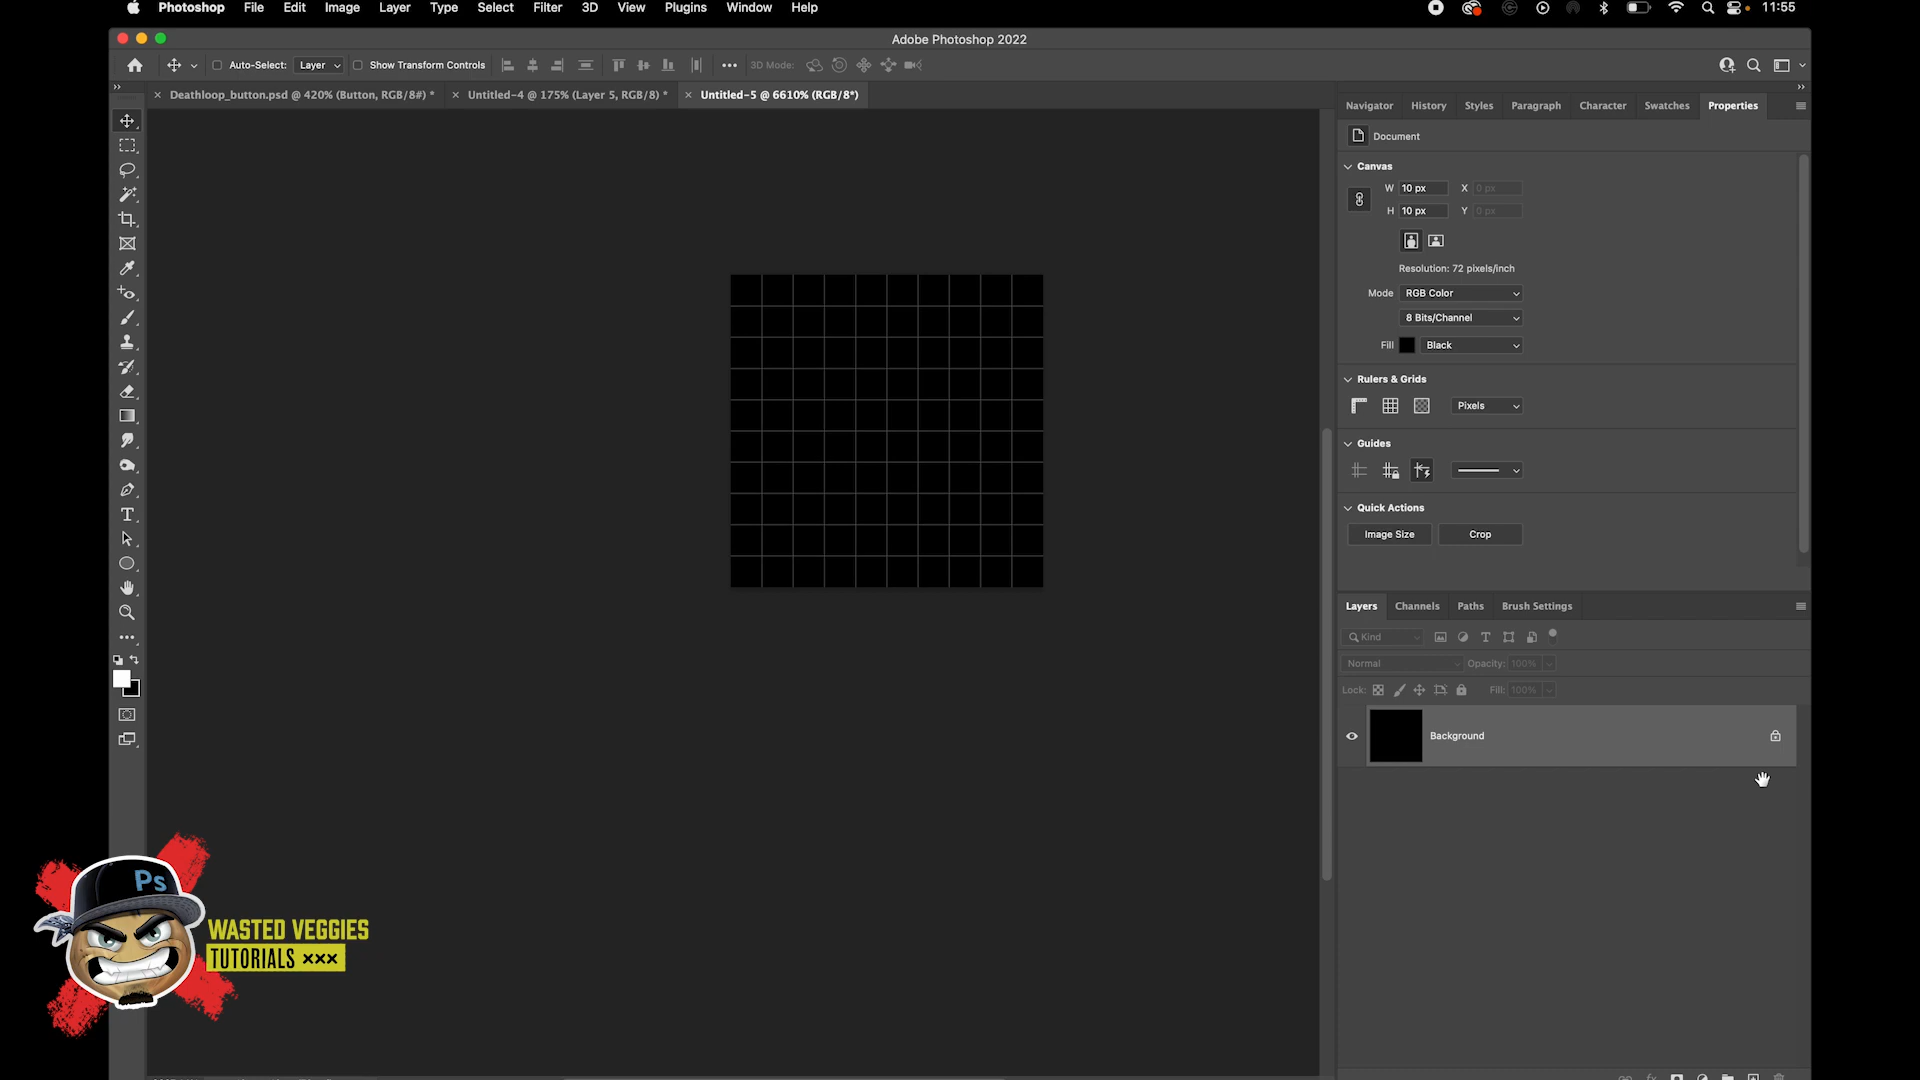 Photoshop File Edit Image Layer Type Select Filter 3D View Plugins Window Help 11:55
Adobe Photoshop 2022
Auto-Select: Layer Show Transform Controls 3D Mode:
Deathloop_button.psd @ 420% (Button, RGB/8#) * Untitled-4 @ 175% (Layer 5, RGB/8) * Untitled-5 @ 6610% (RGB/8*)
Navigator History Styles Paragraph Character Swatches Properties
Document
Canvas
W 10 px X 0 px
H 10 px Y 0 px
Resolution: 72 pixels/inch
Mode RGB Color
8 Bits/Channel
Fill Black
Rulers & Grids
Pixels
Guides
Quick Actions
Image Size Crop
Layers Channels Paths Brush Settings
Kind
Normal Opacity: 100%
Lock: Fill: 100%
Background
Ps
WASTED VEGGIES
TUTORIALS xxx